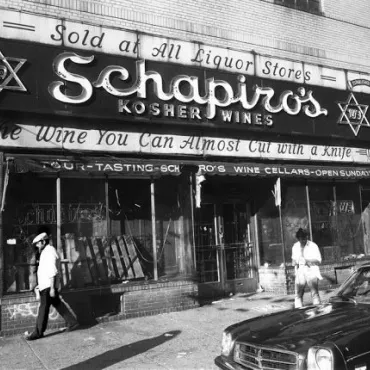 Sold at All Liquor Stores
Schapiro's
KOSHER WINES
Wine You Can Almost Cut with a Knife
TOUR-TASTING-SCH RO'S WINE CELLARS-OPEN SUNDAY